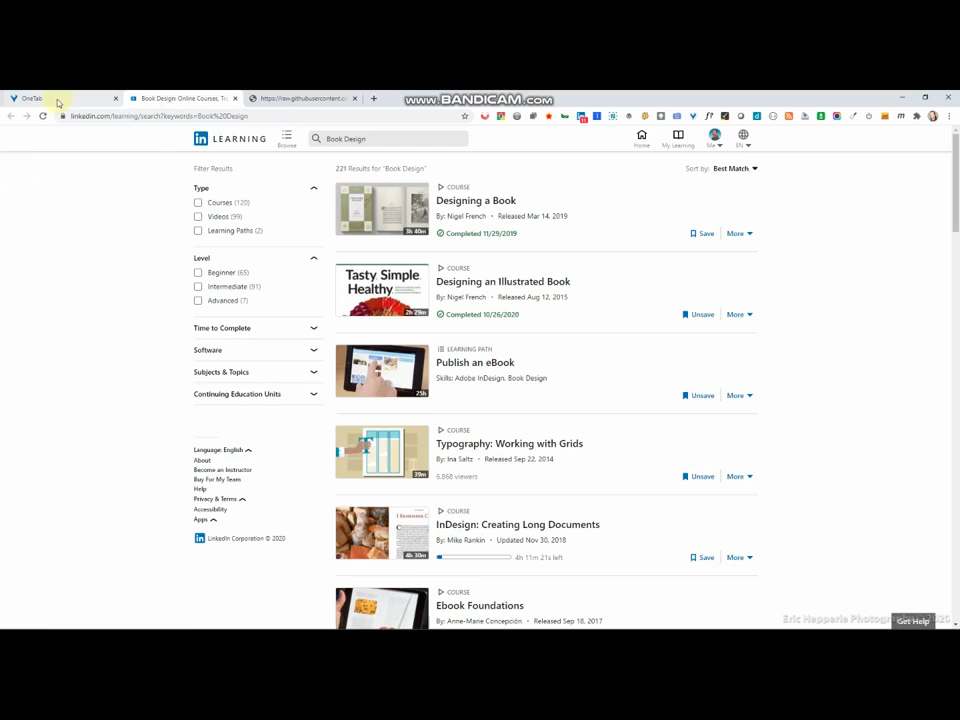 www.BANDICAM.com
OneTab
Book Design: Online Courses, Tra
https://raw.githubusercontent.c
linkedin.com/learning/search?keywords=Book%20Design
in LEARNING
Browse
Book Design
Home
My Learning
Me
EN
Filter Results
221 Results for "Book Design"
Sort by: Best Match
Type
Courses (120)
Videos (99)
Learning Paths (2)
Level
Beginner (65)
Intermediate (91)
Advanced (7)
Time to Complete
Software
Subjects & Topics
Continuing Education Units
Language: English
About
Become an Instructor
Buy For My Team
Help
Privacy & Terms
Accessibility
Apps
in LinkedIn Corporation © 2020
3h 40m
COURSE
Designing a Book
By: Nigel French • Released Mar 14, 2019
Completed 11/29/2019
Save
More
Tasty. Simple.
Healthy.
2h 29m
COURSE
Designing an Illustrated Book
By: Nigel French • Released Aug 12, 2015
Completed 10/26/2020
Unsave
More
25h
LEARNING PATH
Publish an eBook
Skills: Adobe InDesign, Book Design
Unsave
More
39m
COURSE
Typography: Working with Grids
By: Ina Saltz • Released Sep 22, 2014
6,868 viewers
Unsave
More
4h 30m
COURSE
InDesign: Creating Long Documents
By: Mike Rankin • Updated Nov 30, 2018
4h 11m 21s left
Save
More
COURSE
Ebook Foundations
By: Anne-Marie Concepción • Released Sep 18, 2017
Eric Hepperle Photography 2020
Get Help